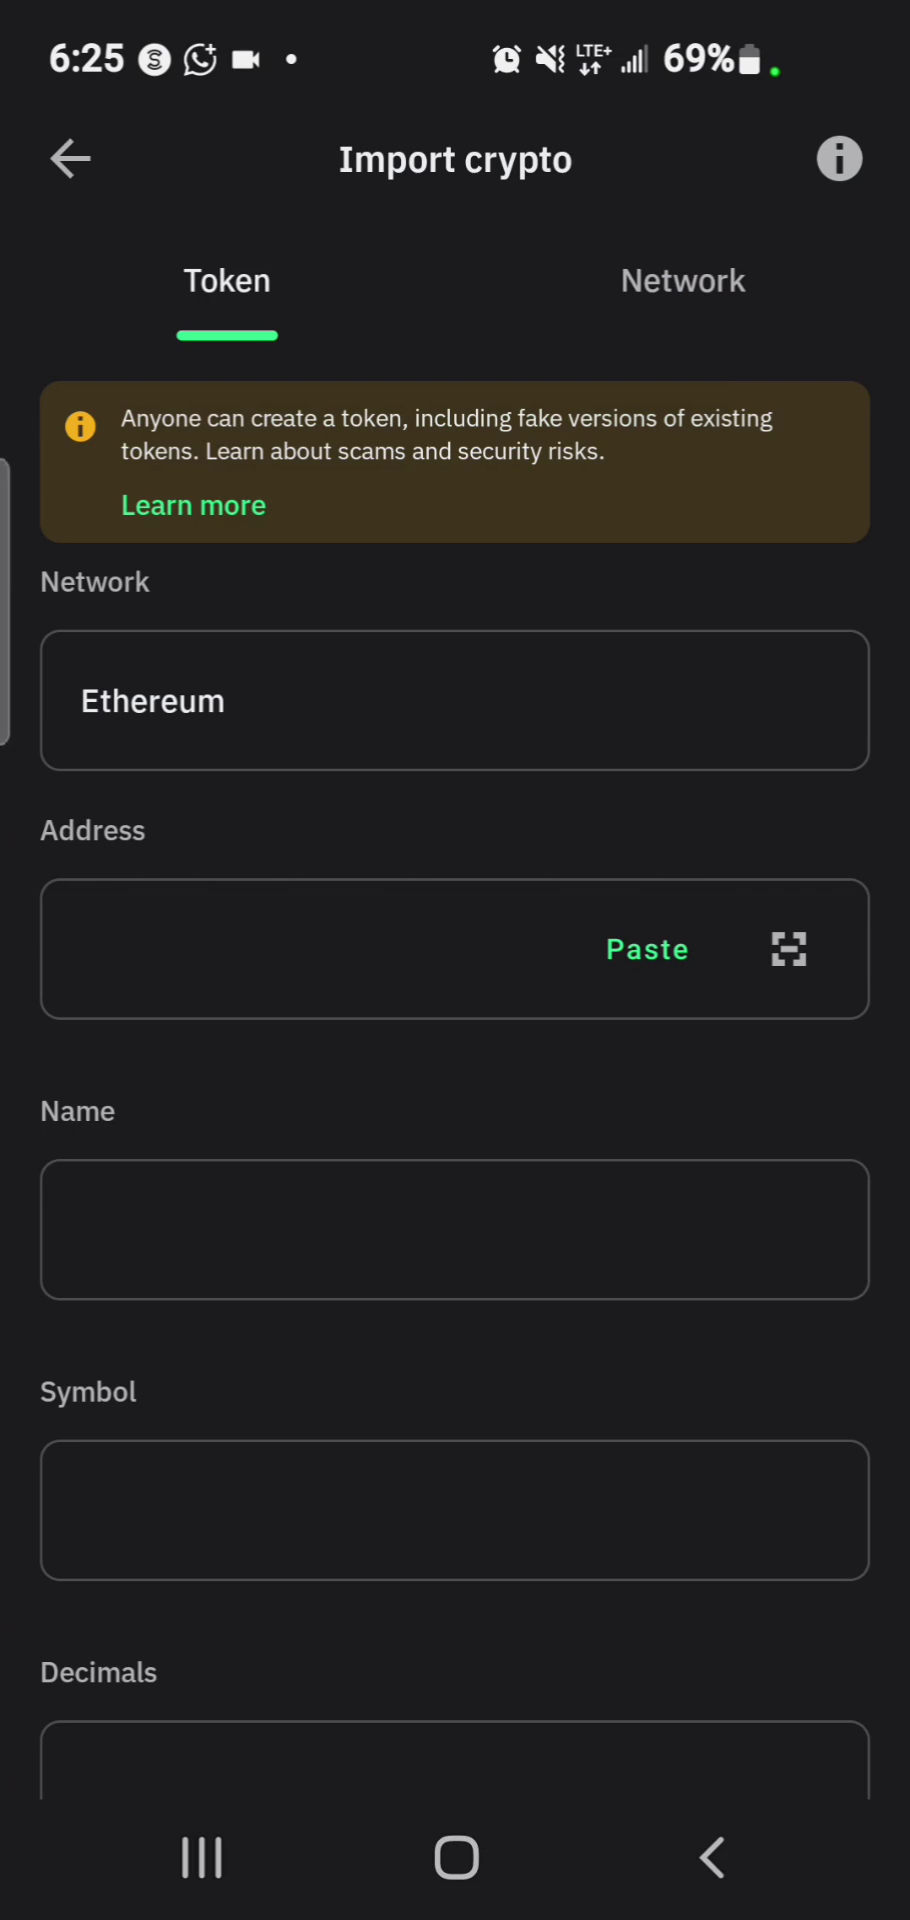 6:25
LTE+
69%
Import crypto
Token
Network
Anyone can create a token, including fake versions of existing
tokens. Learn about scams and security risks.
Learn more
Network
Ethereum
Address
Paste
Name
Symbol
Decimals